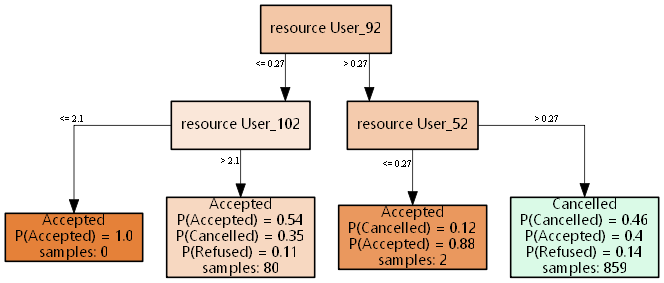 resource User_92
<= 0.27
> 0.27
resource User_102
resource User_52
<= 2.1
> 2.1
<=0.27
> 0.27
Accepted
P(Accepted) = 1.0
samples: 0
Accepted
P(Accepted) = 0.54
P(Cancelled) = 0.35
P(Refused) = 0.11
samples: 80
Accepted
P(Cancelled) = 0.12
P(Accepted) = 0.88
samples: 2
Cancelled
P(Cancelled) = 0.46
P(Accepted) = 0.4
P(Refused) = 0.14
samples: 859